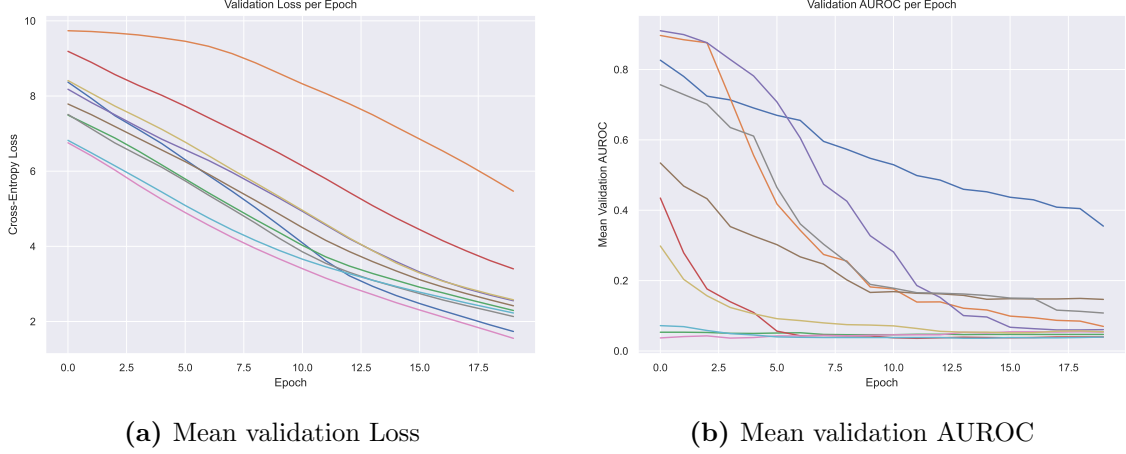 Validation Loss per Epoch
10
8
6
4
2
Cross-Entropy Loss
0.0 2.5 5.0 7.5 10.0 12.5 15.0 17.5
Epoch
(a) Mean validation Loss
Validation AUROC per Epoch
0.8
0.6
0.4
0.2
0.0
Mean Validation AUROC
0.0 2.5 5.0 7.5 10.0 12.5 15.0 17.5
Epoch
(b) Mean validation AUROC